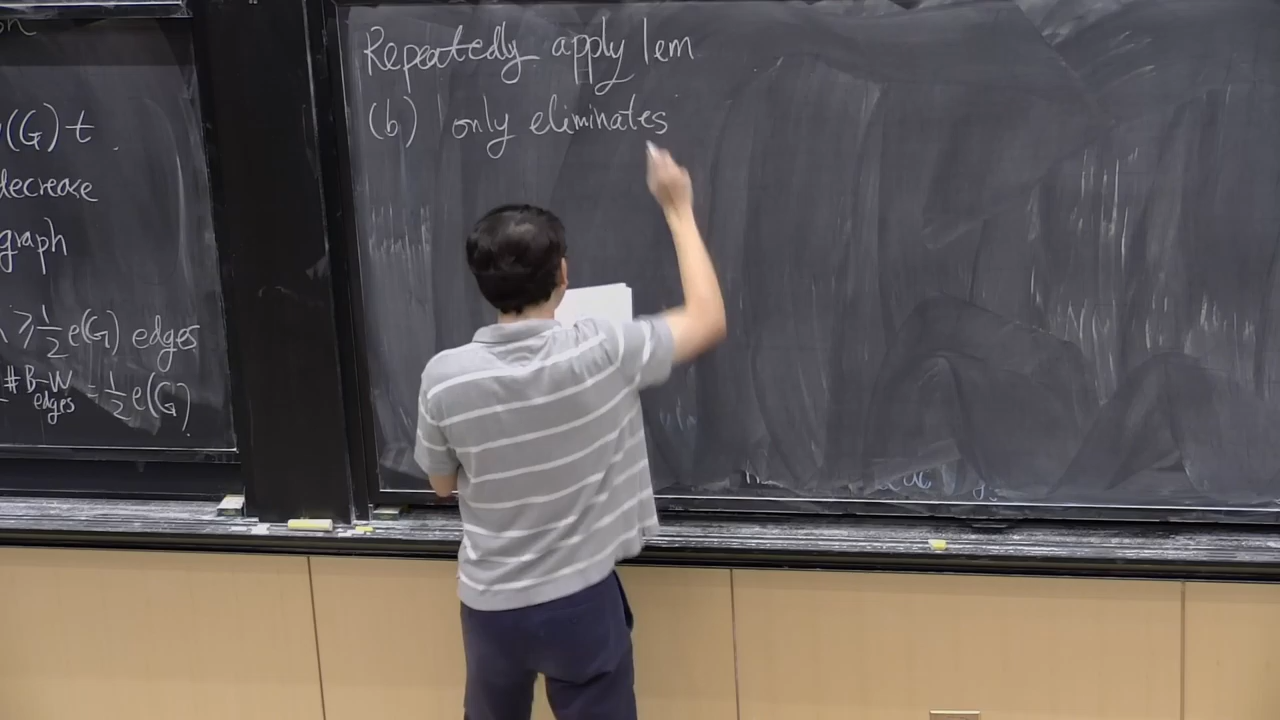 (G) t
decrease
graph
≥ 1/2 e(G) edges
# B-W edges = 1/2 e(G)
Repeatedly apply lem
(b) only eliminates